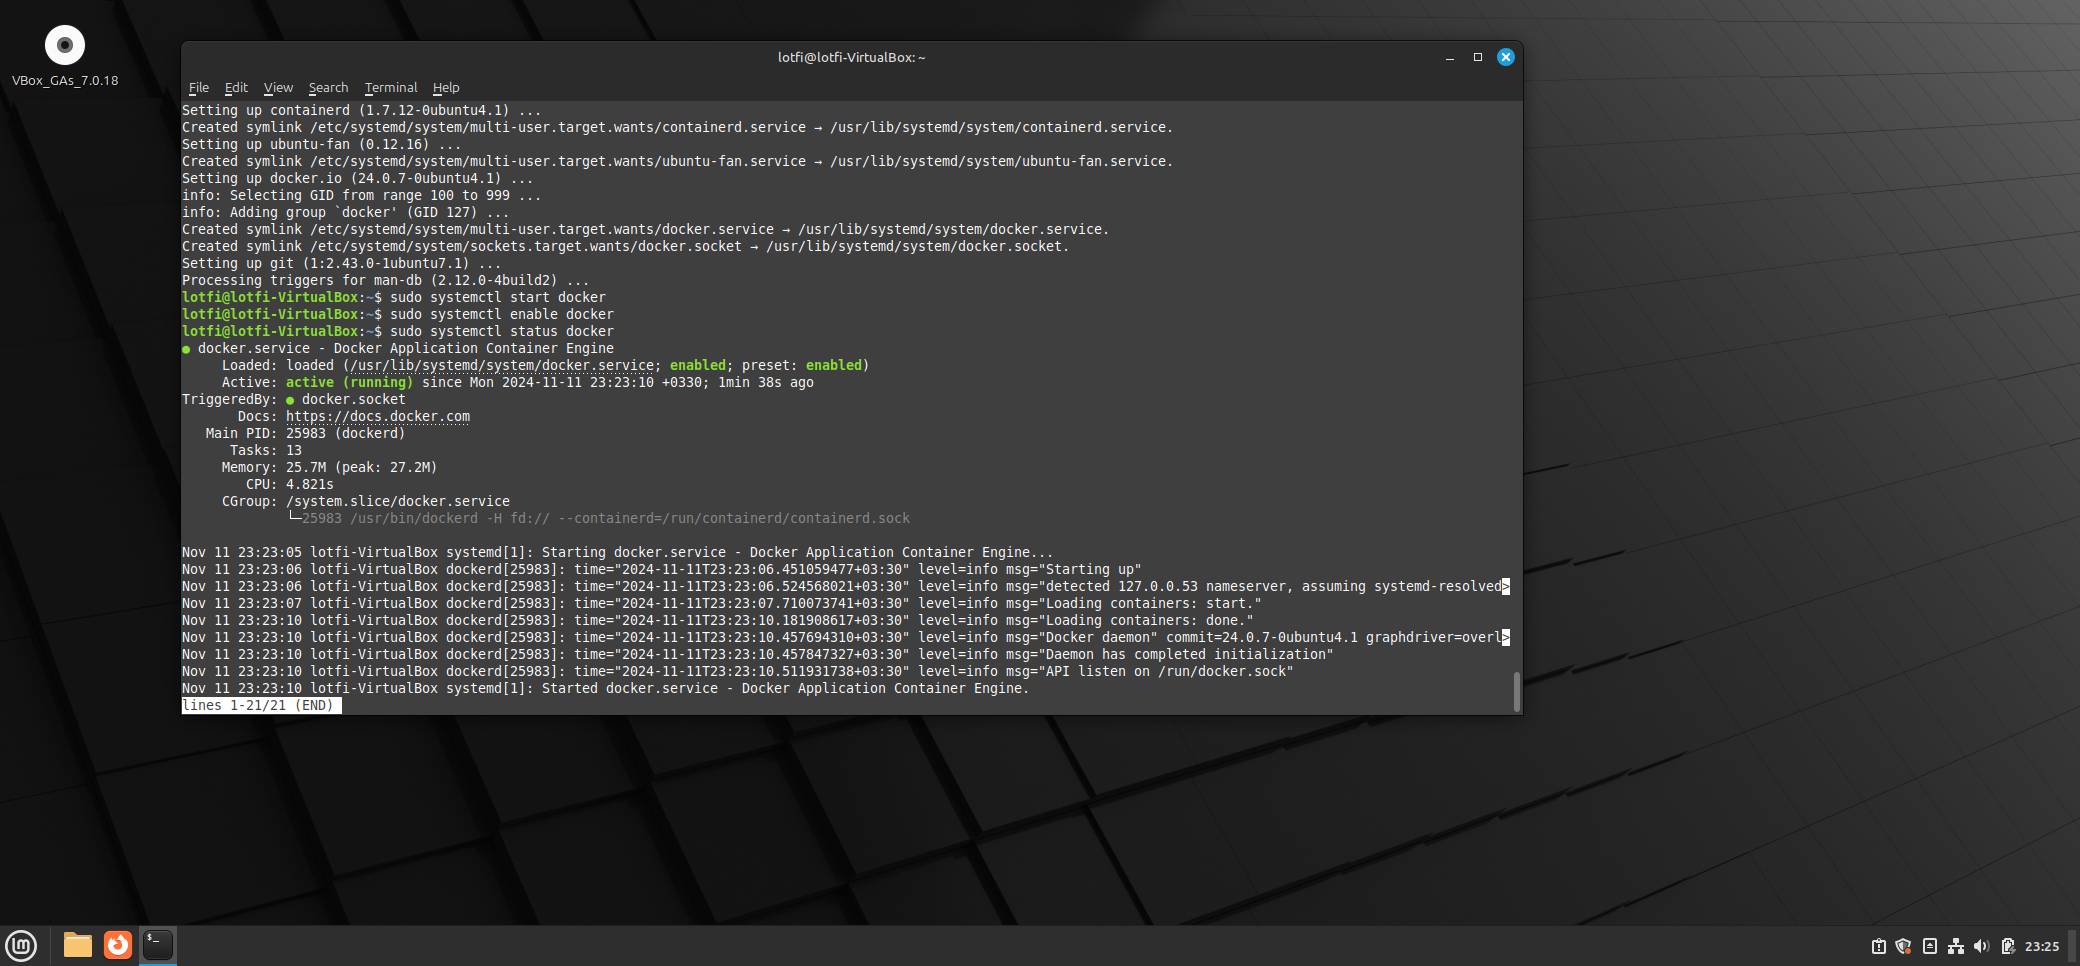 VBox_GAs_7.0.18
lotfi@lotfi-VirtualBox: ~
File Edit View Search Terminal Help
Setting up containerd (1.7.12-0ubuntu4.1) ...
Created symlink /etc/systemd/system/multi-user.target.wants/containerd.service → /usr/lib/systemd/system/containerd.service.
Setting up ubuntu-fan (0.12.16) ...
Created symlink /etc/systemd/system/multi-user.target.wants/ubuntu-fan.service → /usr/lib/systemd/system/ubuntu-fan.service.
Setting up docker.io (24.0.7-0ubuntu4.1) ...
info: Selecting GID from range 100 to 999 ...
info: Adding group `docker' (GID 127) ...
Created symlink /etc/systemd/system/multi-user.target.wants/docker.service → /usr/lib/systemd/system/docker.service.
Created symlink /etc/systemd/system/sockets.target.wants/docker.socket → /usr/lib/systemd/system/docker.socket.
Setting up git (1:2.43.0-1ubuntu7.1) ...
Processing triggers for man-db (2.12.0-4build2) ...
lotfi@lotfi-VirtualBox:~$ sudo systemctl start docker
lotfi@lotfi-VirtualBox:~$ sudo systemctl enable docker
lotfi@lotfi-VirtualBox:~$ sudo systemctl status docker
● docker.service - Docker Application Container Engine
Loaded: loaded (/usr/lib/systemd/system/docker.service; enabled; preset: enabled)
Active: active (running) since Mon 2024-11-11 23:23:10 +0330; 1min 38s ago
TriggeredBy: ● docker.socket
Docs: https://docs.docker.com
Main PID: 25983 (dockerd)
Tasks: 13
Memory: 25.7M (peak: 27.2M)
CPU: 4.821s
CGroup: /system.slice/docker.service
└─25983 /usr/bin/dockerd -H fd:// --containerd=/run/containerd/containerd.sock
Nov 11 23:23:05 lotfi-VirtualBox systemd[1]: Starting docker.service - Docker Application Container Engine...
Nov 11 23:23:06 lotfi-VirtualBox dockerd[25983]: time="2024-11-11T23:23:06.451059477+03:30" level=info msg="Starting up"
Nov 11 23:23:06 lotfi-VirtualBox dockerd[25983]: time="2024-11-11T23:23:06.524568021+03:30" level=info msg="detected 127.0.0.53 nameserver, assuming systemd-resolved>
Nov 11 23:23:07 lotfi-VirtualBox dockerd[25983]: time="2024-11-11T23:23:07.710073741+03:30" level=info msg="Loading containers: start."
Nov 11 23:23:10 lotfi-VirtualBox dockerd[25983]: time="2024-11-11T23:23:10.181908617+03:30" level=info msg="Loading containers: done."
Nov 11 23:23:10 lotfi-VirtualBox dockerd[25983]: time="2024-11-11T23:23:10.457694310+03:30" level=info msg="Docker daemon" commit=24.0.7-0ubuntu4.1 graphdriver=overl>
Nov 11 23:23:10 lotfi-VirtualBox dockerd[25983]: time="2024-11-11T23:23:10.457847327+03:30" level=info msg="Daemon has completed initialization"
Nov 11 23:23:10 lotfi-VirtualBox dockerd[25983]: time="2024-11-11T23:23:10.511931738+03:30" level=info msg="API listen on /run/docker.sock"
Nov 11 23:23:10 lotfi-VirtualBox systemd[1]: Started docker.service - Docker Application Container Engine.
lines 1-21/21 (END)
23:25